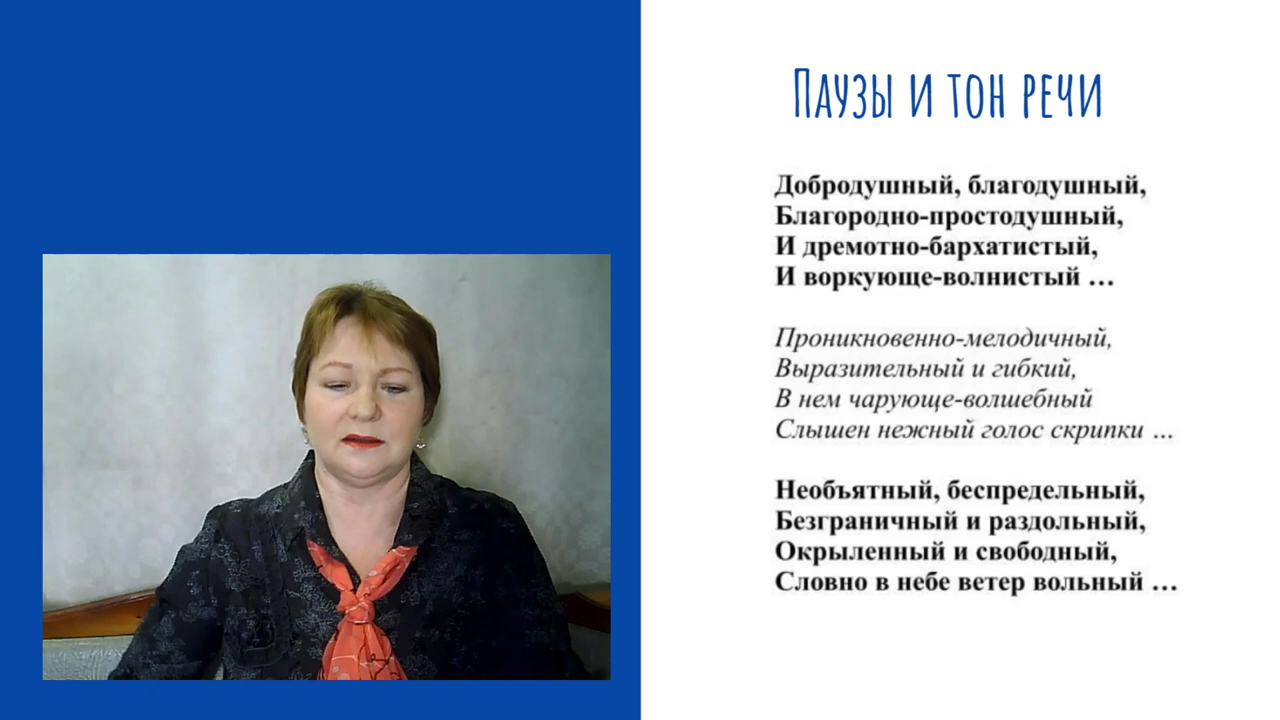 Паузы и тон речи
Добродушный, благодушный,
Благородно-простодушный,
И дремотно-бархатистый,
И воркующе-волнистый …
Проникновенно-мелодичный,
Выразительный и гибкий,
В нем чарующе-волшебный
Слышен нежный голос скрипки …
Необъятный, беспредельный,
Безграничный и раздольный,
Окрыленный и свободный,
Словно в небе ветер вольный …